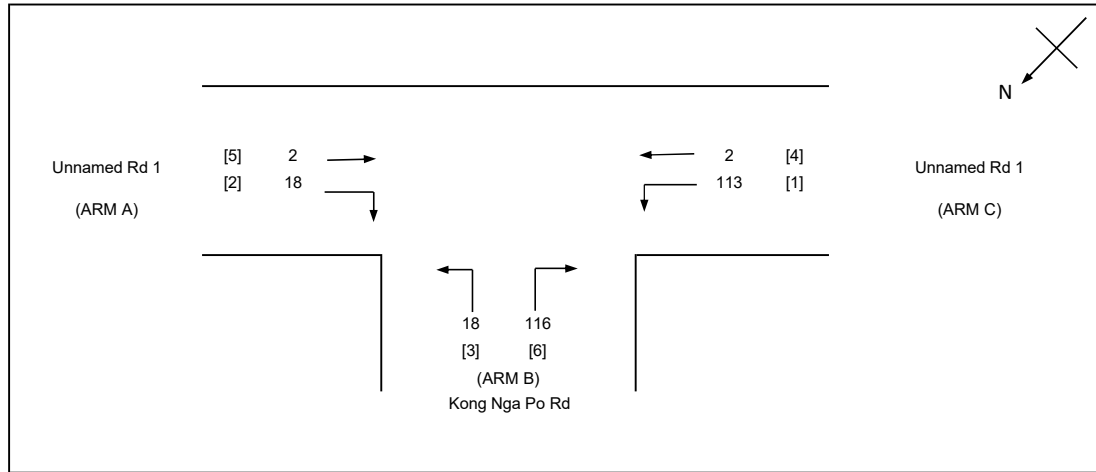 N
Unnamed Rd 1
(ARM A)
[5] 2
[2] 18
2 [4]
113 [1]
Unnamed Rd 1
(ARM C)
18 116
[3] [6]
(ARM B)
Kong Nga Po Rd